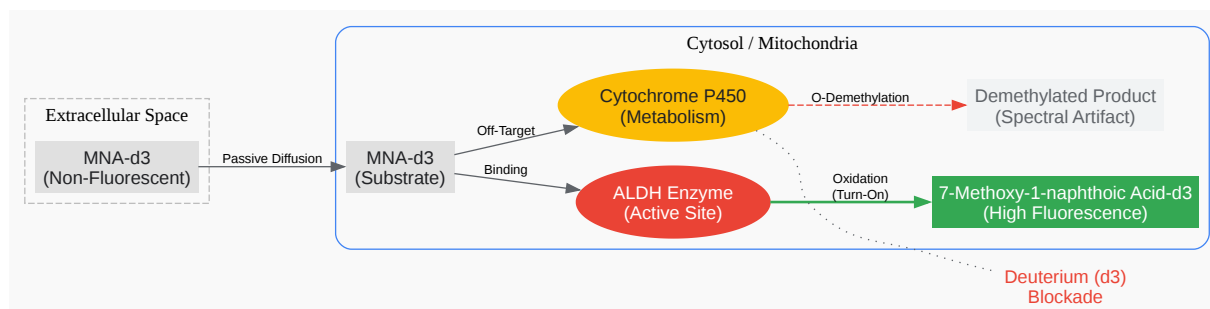 Cytosol / Mitochondria
Extracellular Space
MNA-d3
(Non-Fluorescent)
Passive Diffusion
MNA-d3
(Substrate)
Off-Target
Binding
Cytochrome P450
(Metabolism)
ALDH Enzyme
(Active Site)
O-Demethylation
Oxidation
(Turn-On)
Demethylated Product
(Spectral Artifact)
7-Methoxy-1-naphthoic Acid-d3
(High Fluorescence)
Deuterium (d3)
Blockade